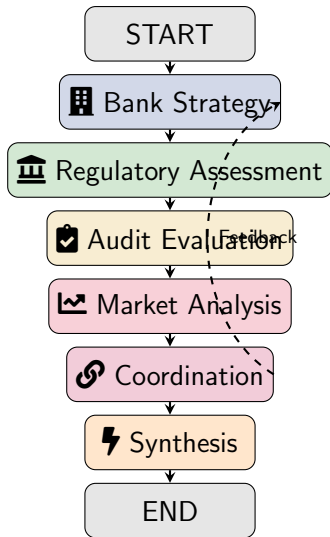 START
Bank Strategy
Regulatory Assessment
Audit Evaluation
Feedback
Market Analysis
Coordination
Synthesis
END